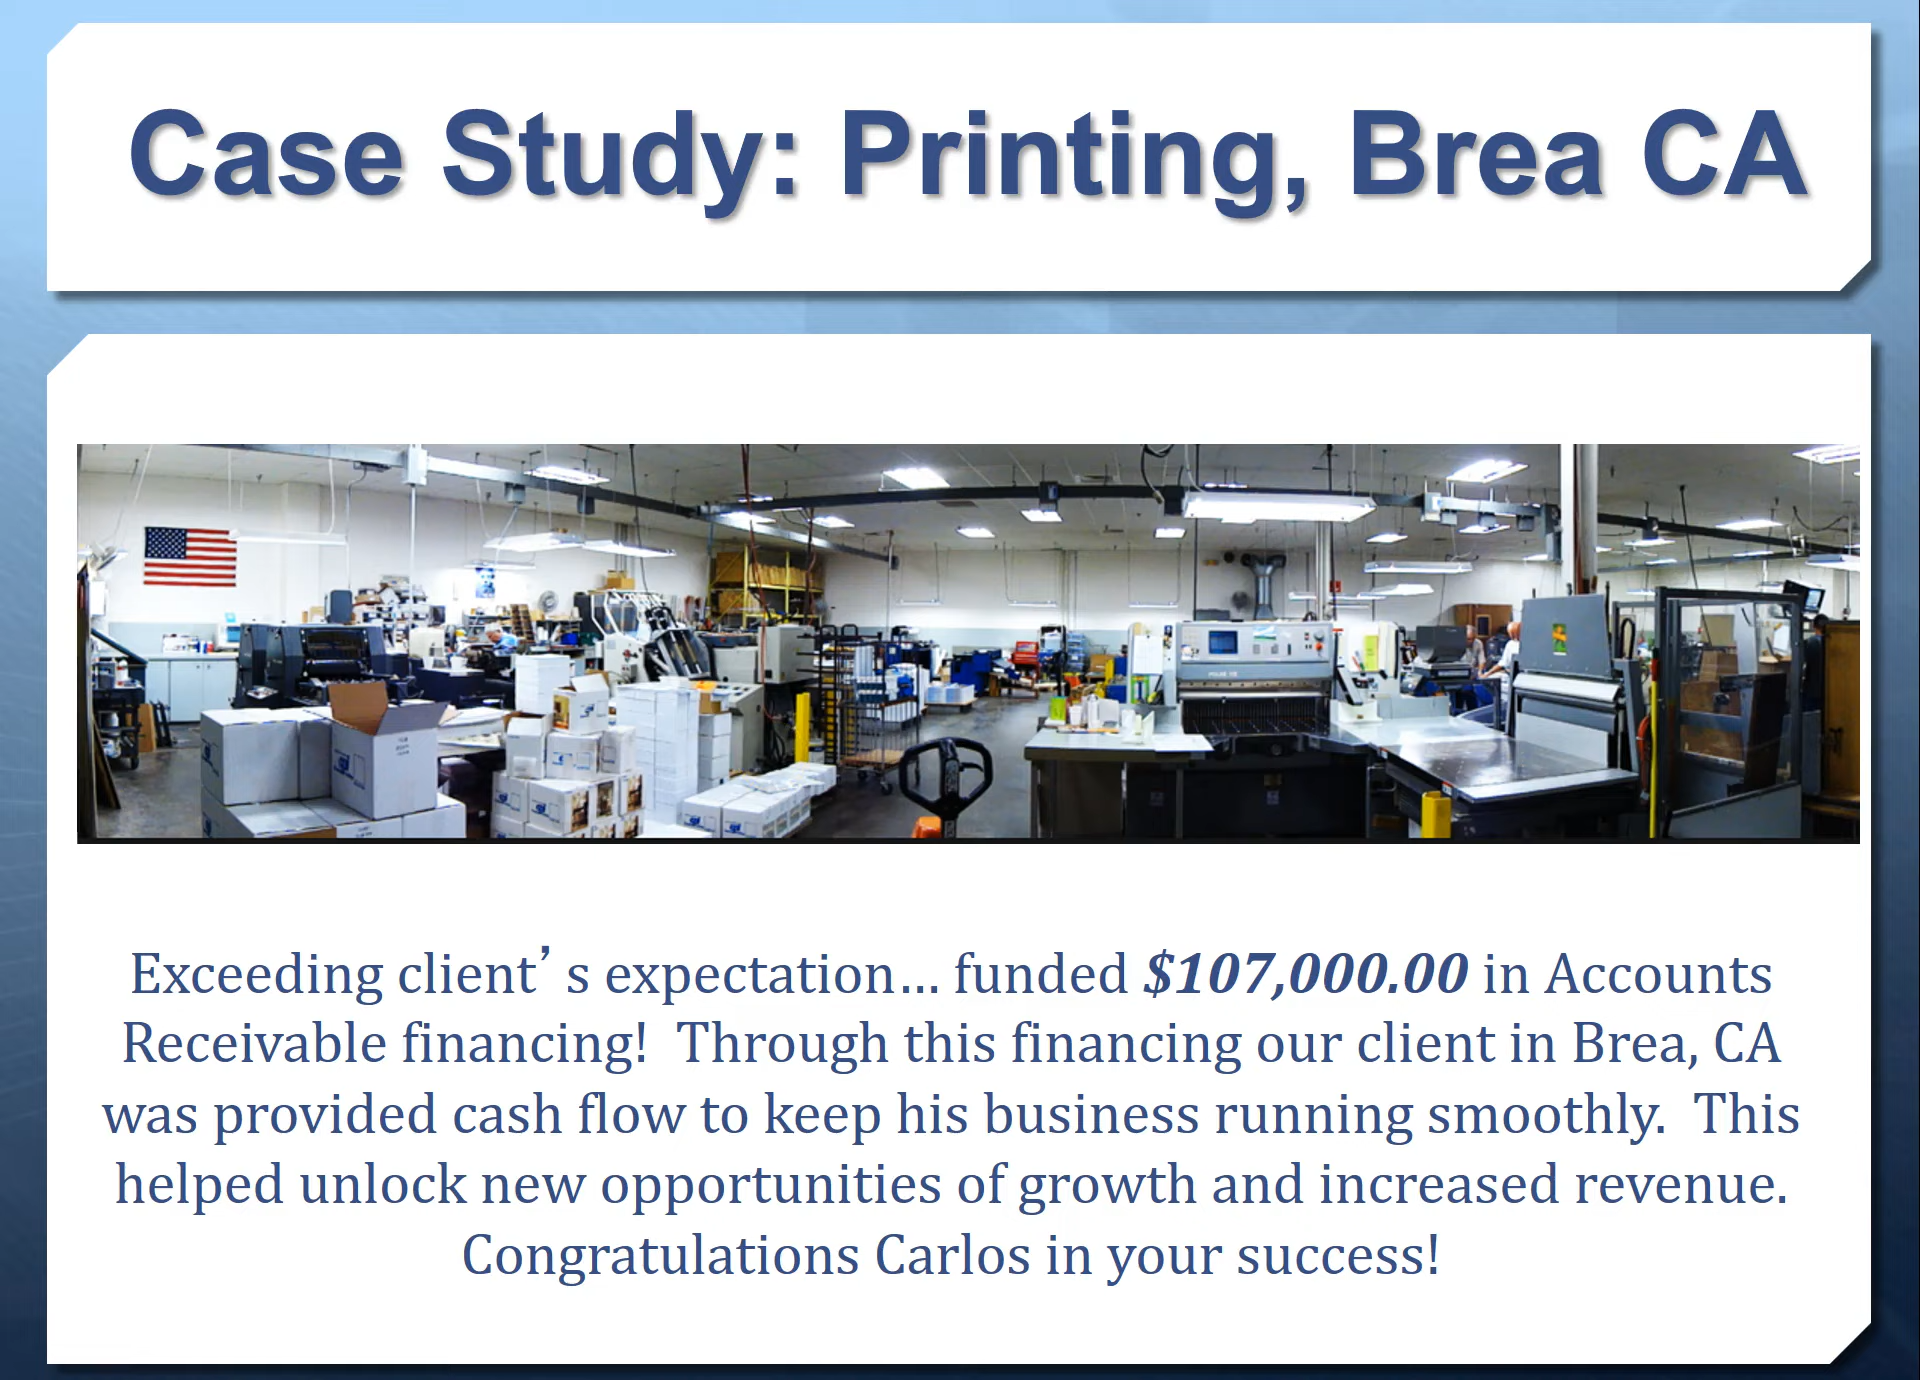 Case Study: Printing, Brea CA
Exceeding client’s expectation… funded $107,000.00 in Accounts
Receivable financing!  Through this financing our client in Brea, CA
was provided cash flow to keep his business running smoothly.  This
helped unlock new opportunities of growth and increased revenue.
Congratulations Carlos in your success!